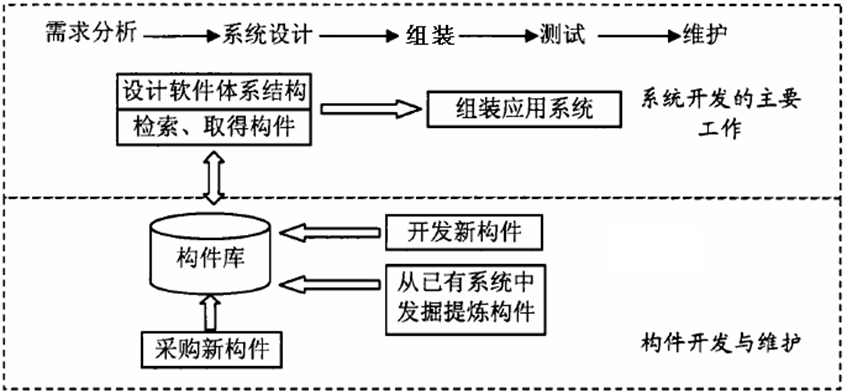 需求分析 系统设计 组装 测试 维护
设计软件体系结构
检索、取得构件
组装应用系统
系统开发的主要
工作
构件库
开发新构件
从已有系统中
发掘提炼构件
采购新构件
构件开发与维护